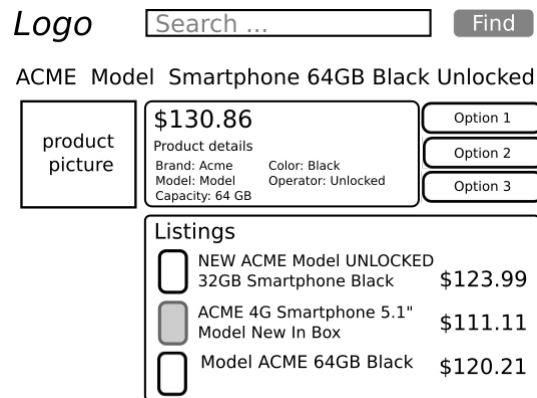 Logo
Search ...
Find
ACME Model Smartphone 64GB Black Unlocked
product
picture
$130.86
Product details
Brand: Acme
Color: Black
Model: Model
Operator: Unlocked
Capacity: 64 GB
Option 1
Option 2
Option 3
Listings
NEW ACME Model UNLOCKED
32GB Smartphone Black
$123.99
ACME 4G Smartphone 5.1"
Model New In Box
$111.11
Model ACME 64GB Black
$120.21